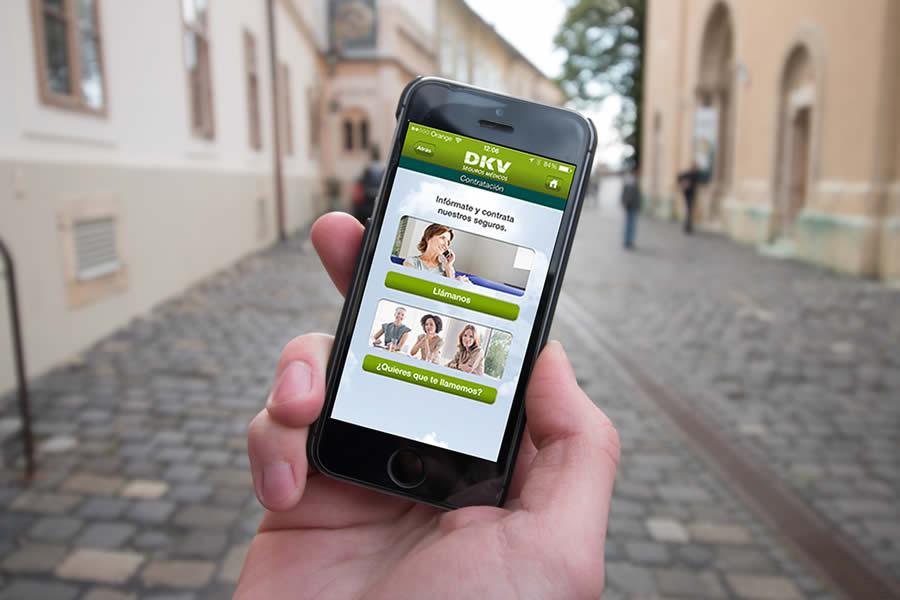 Orange 12:06 84%
Atrás
DKV
SEGUROS MÉDICOS
Contratación
Infórmate y contrata
nuestros seguros.
Llámanos
¿Quieres que te llamemos?